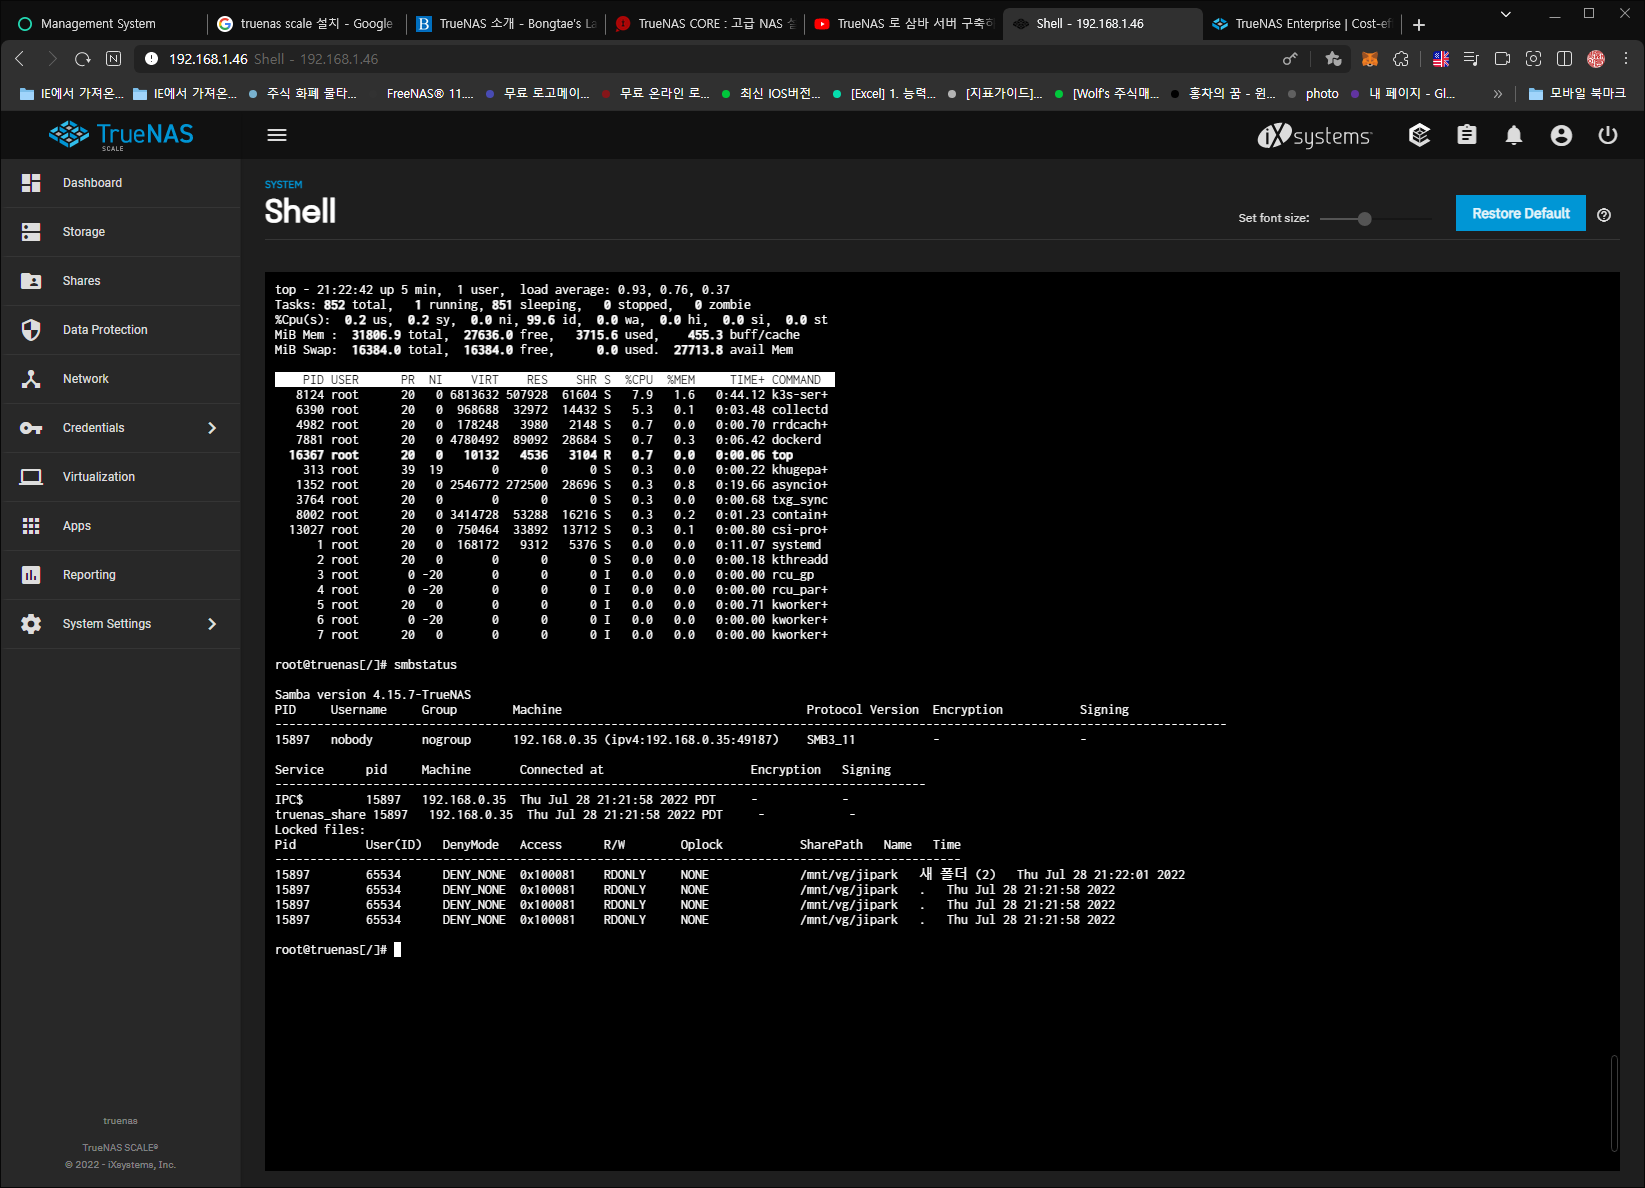 Management System
truenas scale 설치 - Google
TrueNAS 소개 - Bongtae's La
TrueNAS CORE : 고급 NAS 솔
TrueNAS 로 삼바 서버 구축하
Shell - 192.168.1.46
TrueNAS Enterprise | Cost-ef
192.168.1.46 Shell - 192.168.1.46
IE에서 가져온...
IE에서 가져온...
주식 화폐 물타...
FreeNAS® 11....
무료 로고메이...
무료 온라인 로...
최신 IOS버전...
[Excel] 1. 능력...
[지표가이드]...
[Wolf's 주식매...
홍차의 꿈 - 윈...
photo
내 페이지 - Gl...
»
모바일 북마크
TrueNAS
SCALE
iXsystems
Dashboard
Storage
Shares
Data Protection
Network
Credentials
Virtualization
Apps
Reporting
System Settings
truenas
TrueNAS SCALE®
© 2022 - iXsystems, Inc.
SYSTEM
Shell
Set font size:
Restore Default
top - 21:22:42 up 5 min,  1 user,  load average: 0.93, 0.76, 0.37
Tasks: 852 total,   1 running, 851 sleeping,   0 stopped,   0 zombie
%Cpu(s):  0.2 us,  0.2 sy,  0.0 ni, 99.6 id,  0.0 wa,  0.0 hi,  0.0 si,  0.0 st
MiB Mem :  31806.9 total,  27636.0 free,   3715.6 used,    455.3 buff/cache
MiB Swap:  16384.0 total,  16384.0 free,      0.0 used.  27713.8 avail Mem
PID USER      PR  NI    VIRT    RES    SHR S  %CPU  %MEM     TIME+ COMMAND
8124 root      20   0 6813632 507928  61604 S   7.9   1.6   0:44.12 k3s-ser+
6390 root      20   0  968688  32972  14432 S   5.3   0.1   0:03.48 collectd
4982 root      20   0  178248   3980   2148 S   0.7   0.0   0:00.70 rrdcach+
7881 root      20   0 4780492  89092  28684 S   0.7   0.3   0:06.42 dockerd
16367 root      20   0   10132   4536   3104 R   0.7   0.0   0:00.06 top
313 root      39  19       0      0      0 S   0.3   0.0   0:00.22 khugepa+
1352 root      20   0 2546772 272500  28696 S   0.3   0.8   0:19.66 asyncio+
3764 root      20   0       0      0      0 S   0.3   0.0   0:00.68 txg_sync
8002 root      20   0 3414728  53288  16216 S   0.3   0.2   0:01.23 contain+
13027 root      20   0  750464  33892  13712 S   0.3   0.1   0:00.80 csi-pro+
1 root      20   0  168172   9312   5376 S   0.0   0.0   0:11.07 systemd
2 root      20   0       0      0      0 S   0.0   0.0   0:00.18 kthreadd
3 root       0 -20       0      0      0 I   0.0   0.0   0:00.00 rcu_gp
4 root       0 -20       0      0      0 I   0.0   0.0   0:00.00 rcu_par+
5 root      20   0       0      0      0 I   0.0   0.0   0:00.71 kworker+
6 root       0 -20       0      0      0 I   0.0   0.0   0:00.00 kworker+
7 root      20   0       0      0      0 I   0.0   0.0   0:00.00 kworker+
root@truenas[/]# smbstatus
Samba version 4.15.7-TrueNAS
PID     Username     Group        Machine                                   Protocol Version  Encryption           Signing
----------------------------------------------------------------------------------------------------------------------------------------
15897   nobody       nogroup      192.168.0.35 (ipv4:192.168.0.35:49187)    SMB3_11           -                    -
Service      pid     Machine       Connected at                     Encryption   Signing
---------------------------------------------------------------------------------------------
IPC$         15897   192.168.0.35  Thu Jul 28 21:21:58 2022 PDT    -            -
truenas_share 15897   192.168.0.35  Thu Jul 28 21:21:58 2022 PDT     -            -
Locked files:
Pid          User(ID)   DenyMode   Access      R/W        Oplock           SharePath   Name   Time
--------------------------------------------------------------------------------------------------
15897        65534      DENY_NONE  0x100081    RDONLY     NONE             /mnt/vg/jipark   새 폴더 (2)   Thu Jul 28 21:22:01 2022
15897        65534      DENY_NONE  0x100081    RDONLY     NONE             /mnt/vg/jipark   .   Thu Jul 28 21:21:58 2022
15897        65534      DENY_NONE  0x100081    RDONLY     NONE             /mnt/vg/jipark   .   Thu Jul 28 21:21:58 2022
15897        65534      DENY_NONE  0x100081    RDONLY     NONE             /mnt/vg/jipark   .   Thu Jul 28 21:21:58 2022
root@truenas[/]#